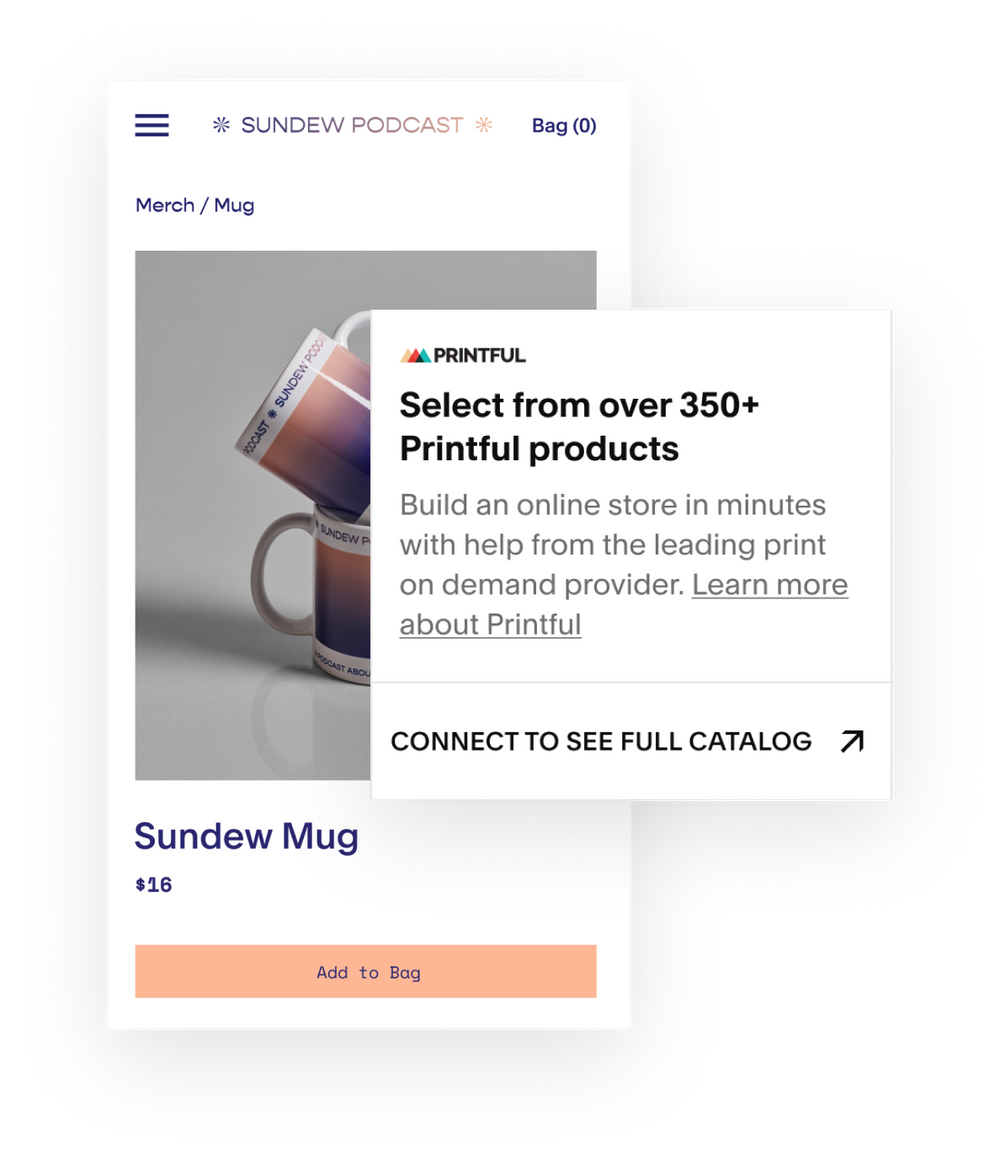 SUNDEW PODCAST
Bag (0)
Merch / Mug
PODCAST ✳ SUNDEW PODCA
SUNDEW P
PODCAST ABOU
PRINTFUL
Select from over 350+
Printful products
Build an online store in minutes
with help from the leading print
on demand provider. Learn more
about Printful
CONNECT TO SEE FULL CATALOG
Sundew Mug
$16
Add to Bag